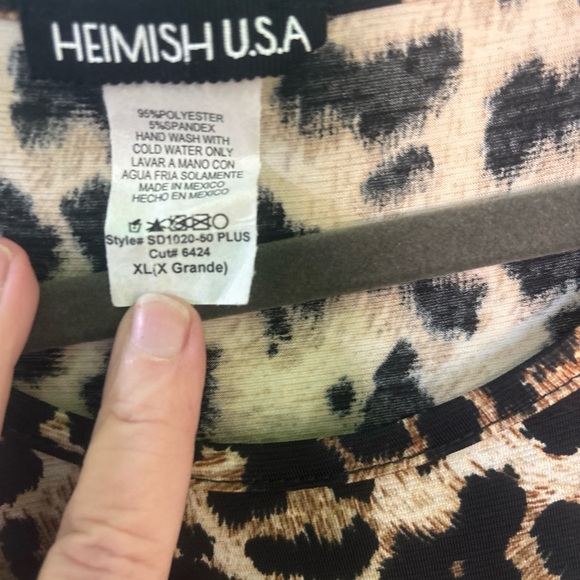 HEIMISH U.S.A
95%POLYESTER
5%SPANDEX
HAND WASH WITH
COLD WATER ONLY
LAVAR A MANO CON
AGUA FRIA SOLAMENTE
MADE IN MEXICO
HECHO EN MEXICO
Style# SD1020-50 PLUS
Cut# 6424
XL(X Grande)